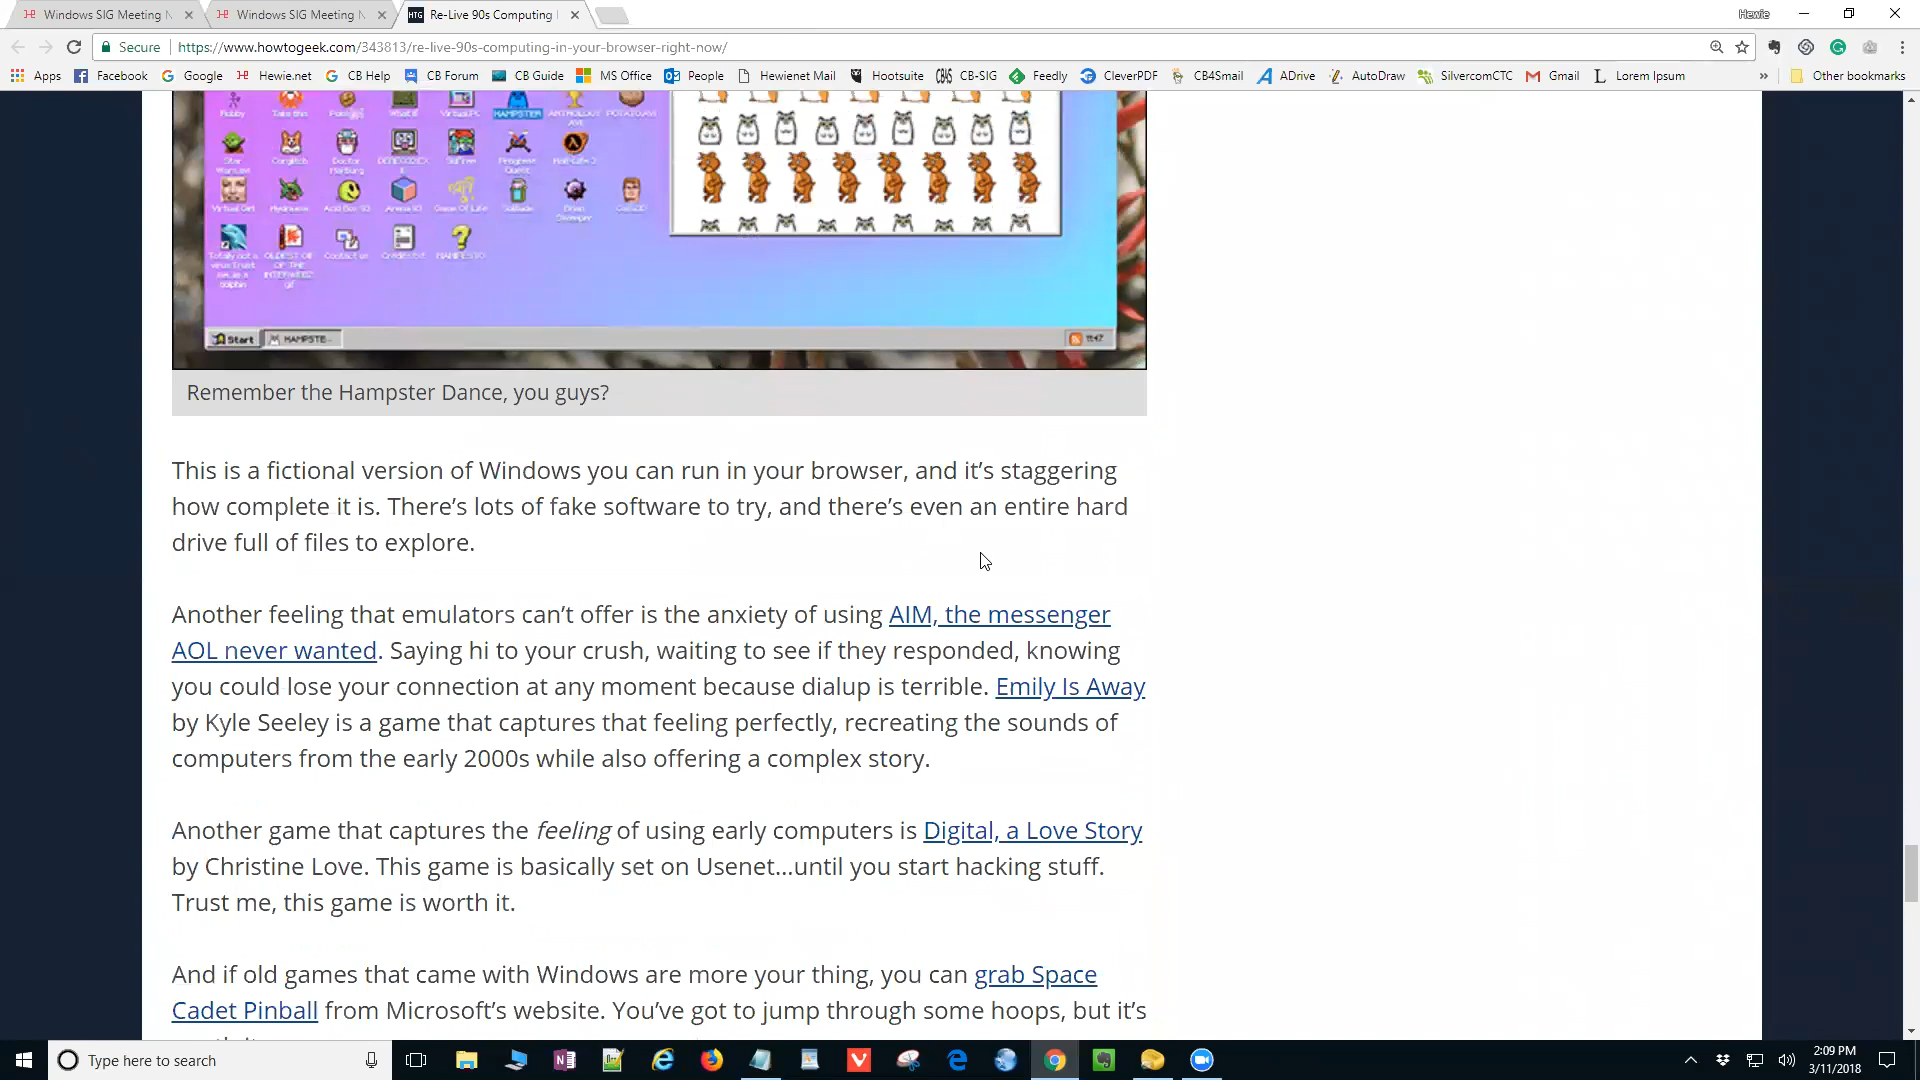 Windows SIG Meeting N
Windows SIG Meeting N
HTG Re-Live 90s Computing
Hewie
Secure
https://www.howtogeek.com/343813/re-live-90s-computing-in-your-browser-right-now/
Apps
Facebook
Google
Hewie.net
CB Help
CB Forum
CB Guide
MS Office
People
Hewienet Mail
Hootsuite
CB-SIG
Feedly
CleverPDF
CB4Smail
ADrive
AutoDraw
SilvercomCTC
Gmail
Lorem Ipsum
»
Other bookmarks
HAMPSTER
Contact us
Credits.txt
MANIFESTO
Start
HAMPSTE...
11:47
Remember the Hampster Dance, you guys?
This is a fictional version of Windows you can run in your browser, and it’s staggering
how complete it is. There’s lots of fake software to try, and there’s even an entire hard
drive full of files to explore.
Another feeling that emulators can’t offer is the anxiety of using AIM, the messenger
AOL never wanted. Saying hi to your crush, waiting to see if they responded, knowing
you could lose your connection at any moment because dialup is terrible. Emily Is Away
by Kyle Seeley is a game that captures that feeling perfectly, recreating the sounds of
computers from the early 2000s while also offering a complex story.
Another game that captures the feeling of using early computers is Digital, a Love Story
by Christine Love. This game is basically set on Usenet…until you start hacking stuff.
Trust me, this game is worth it.
And if old games that came with Windows are more your thing, you can grab Space
Cadet Pinball from Microsoft’s website. You’ve got to jump through some hoops, but it’s
Type here to search
2:09 PM
3/11/2018